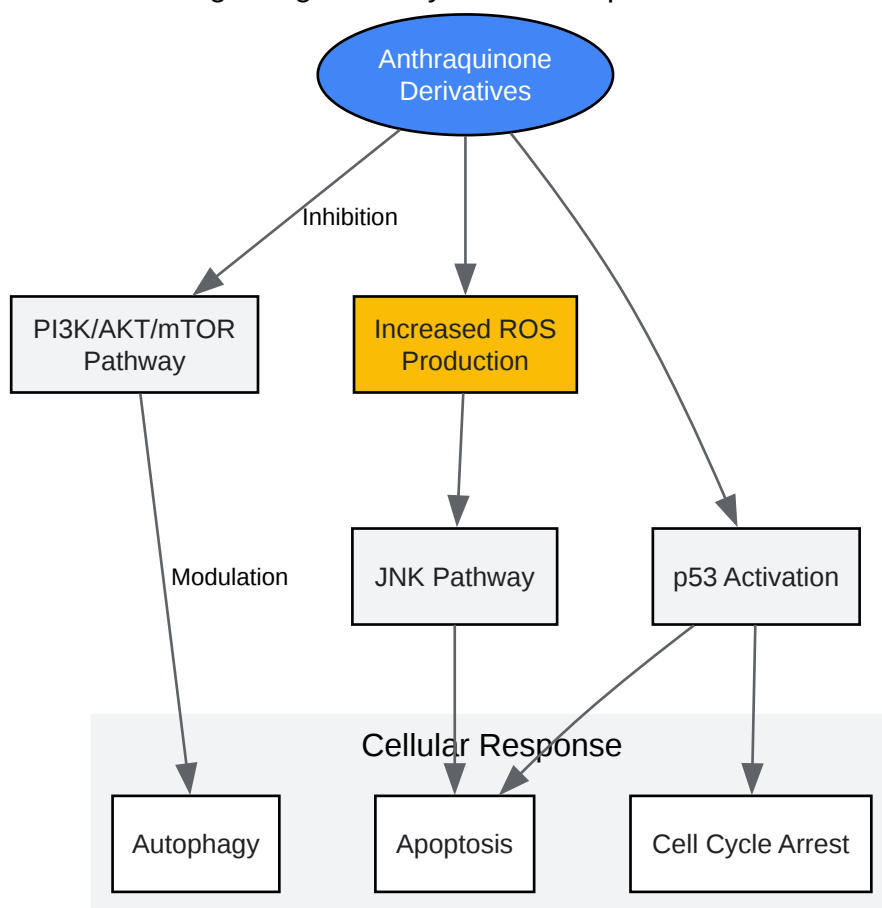 Anthraquinone
Derivatives
Inhibition
PI3K/AKT/mTOR
Pathway
Increased ROS
Production
Modulation
JNK Pathway
p53 Activation
Cellular Response
Autophagy
Apoptosis
Cell Cycle Arrest